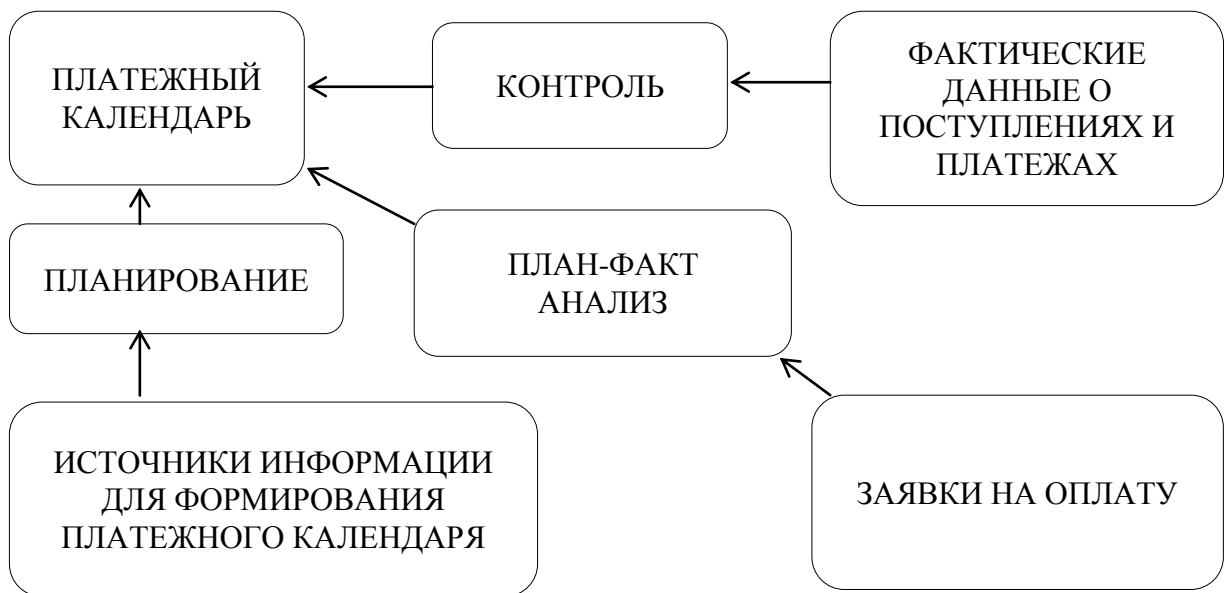 ПЛАТЕЖНЫЙ
КАЛЕНДАРЬ
КОНТРОЛЬ
ФАКТИЧЕСКИЕ
ДАННЫЕ О
ПОСТУПЛЕНИЯХ И
ПЛАТЕЖАХ
ПЛАНИРОВАНИЕ
ПЛАН-ФАКТ
АНАЛИЗ
ИСТОЧНИКИ ИНФОРМАЦИИ
ДЛЯ ФОРМИРОВАНИЯ
ПЛАТЕЖНОГО КАЛЕНДАРЯ
ЗАЯВКИ НА ОПЛАТУ